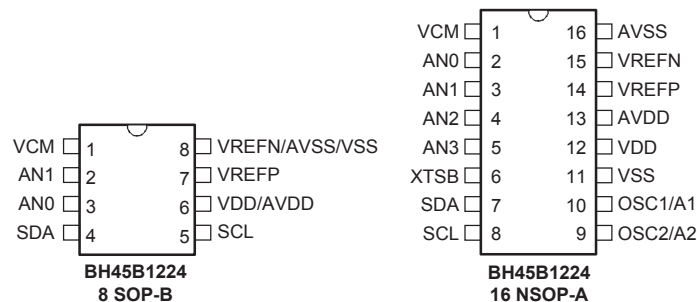 VCM 1 8 VREFN/AVSS/VSS
AN1 2 7 VREFP
AN0 3 6 VDD/AVDD
SDA 4 5 SCL
BH45B1224
8 SOP-B
VCM 1 16 AVSS
AN0 2 15 VREFN
AN1 3 14 VREFP
AN2 4 13 AVDD
AN3 5 12 VDD
XTSB 6 11 VSS
SDA 7 10 OSC1/A1
SCL 8 9 OSC2/A2
BH45B1224
16 NSOP-A